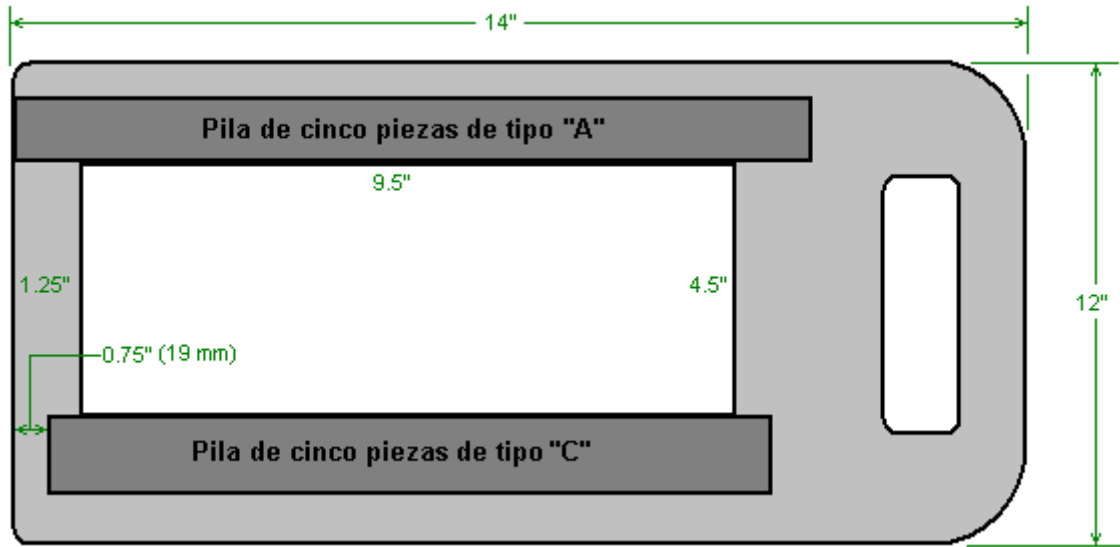 14"
Pila de cinco piezas de tipo "A"
9.5"
1.25"
4.5"
12"
0.75" (19 mm)
Pila de cinco piezas de tipo "C"